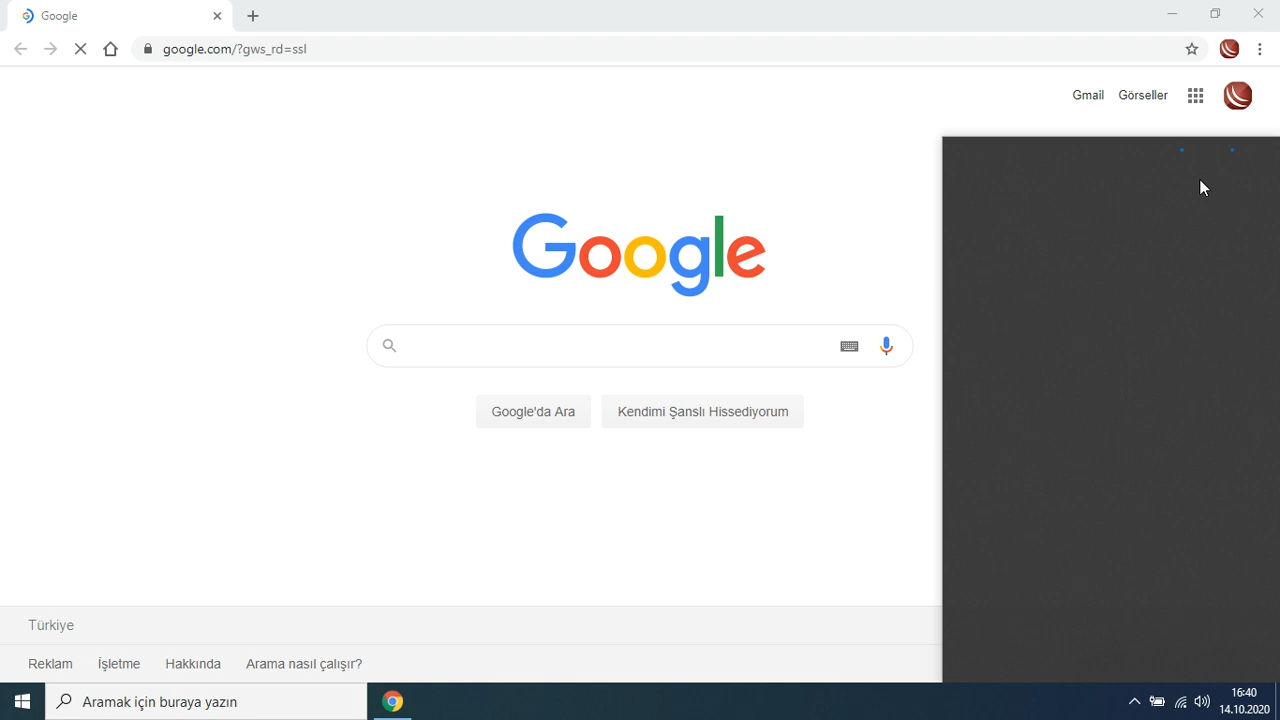 Google
google.com/?gws_rd=ssl
Gmail Görseller
Google
Google'da Ara Kendimi Şanslı Hissediyorum
Türkiye
Reklam İşletme Hakkında Arama nasıl çalışır?
Aramak için buraya yazın
16:40
14.10.2020